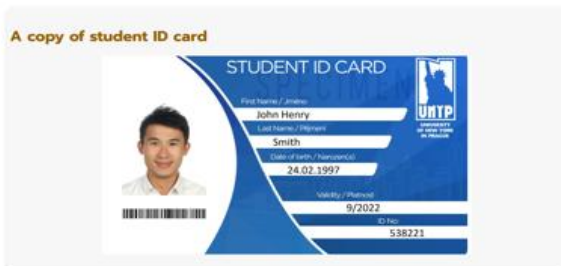 A copy of student ID card
STUDENT ID CARD
SPECIMEN
First Name / Jméno
John Henry
Last Name / Příjmení
Smith
Date of birth / Narozen(a)
24.02.1997
Validity / Platnost
9/2022
ID No:
538221
UNYP
UNIVERSITY
OF NEW YORK
IN PRAGUE